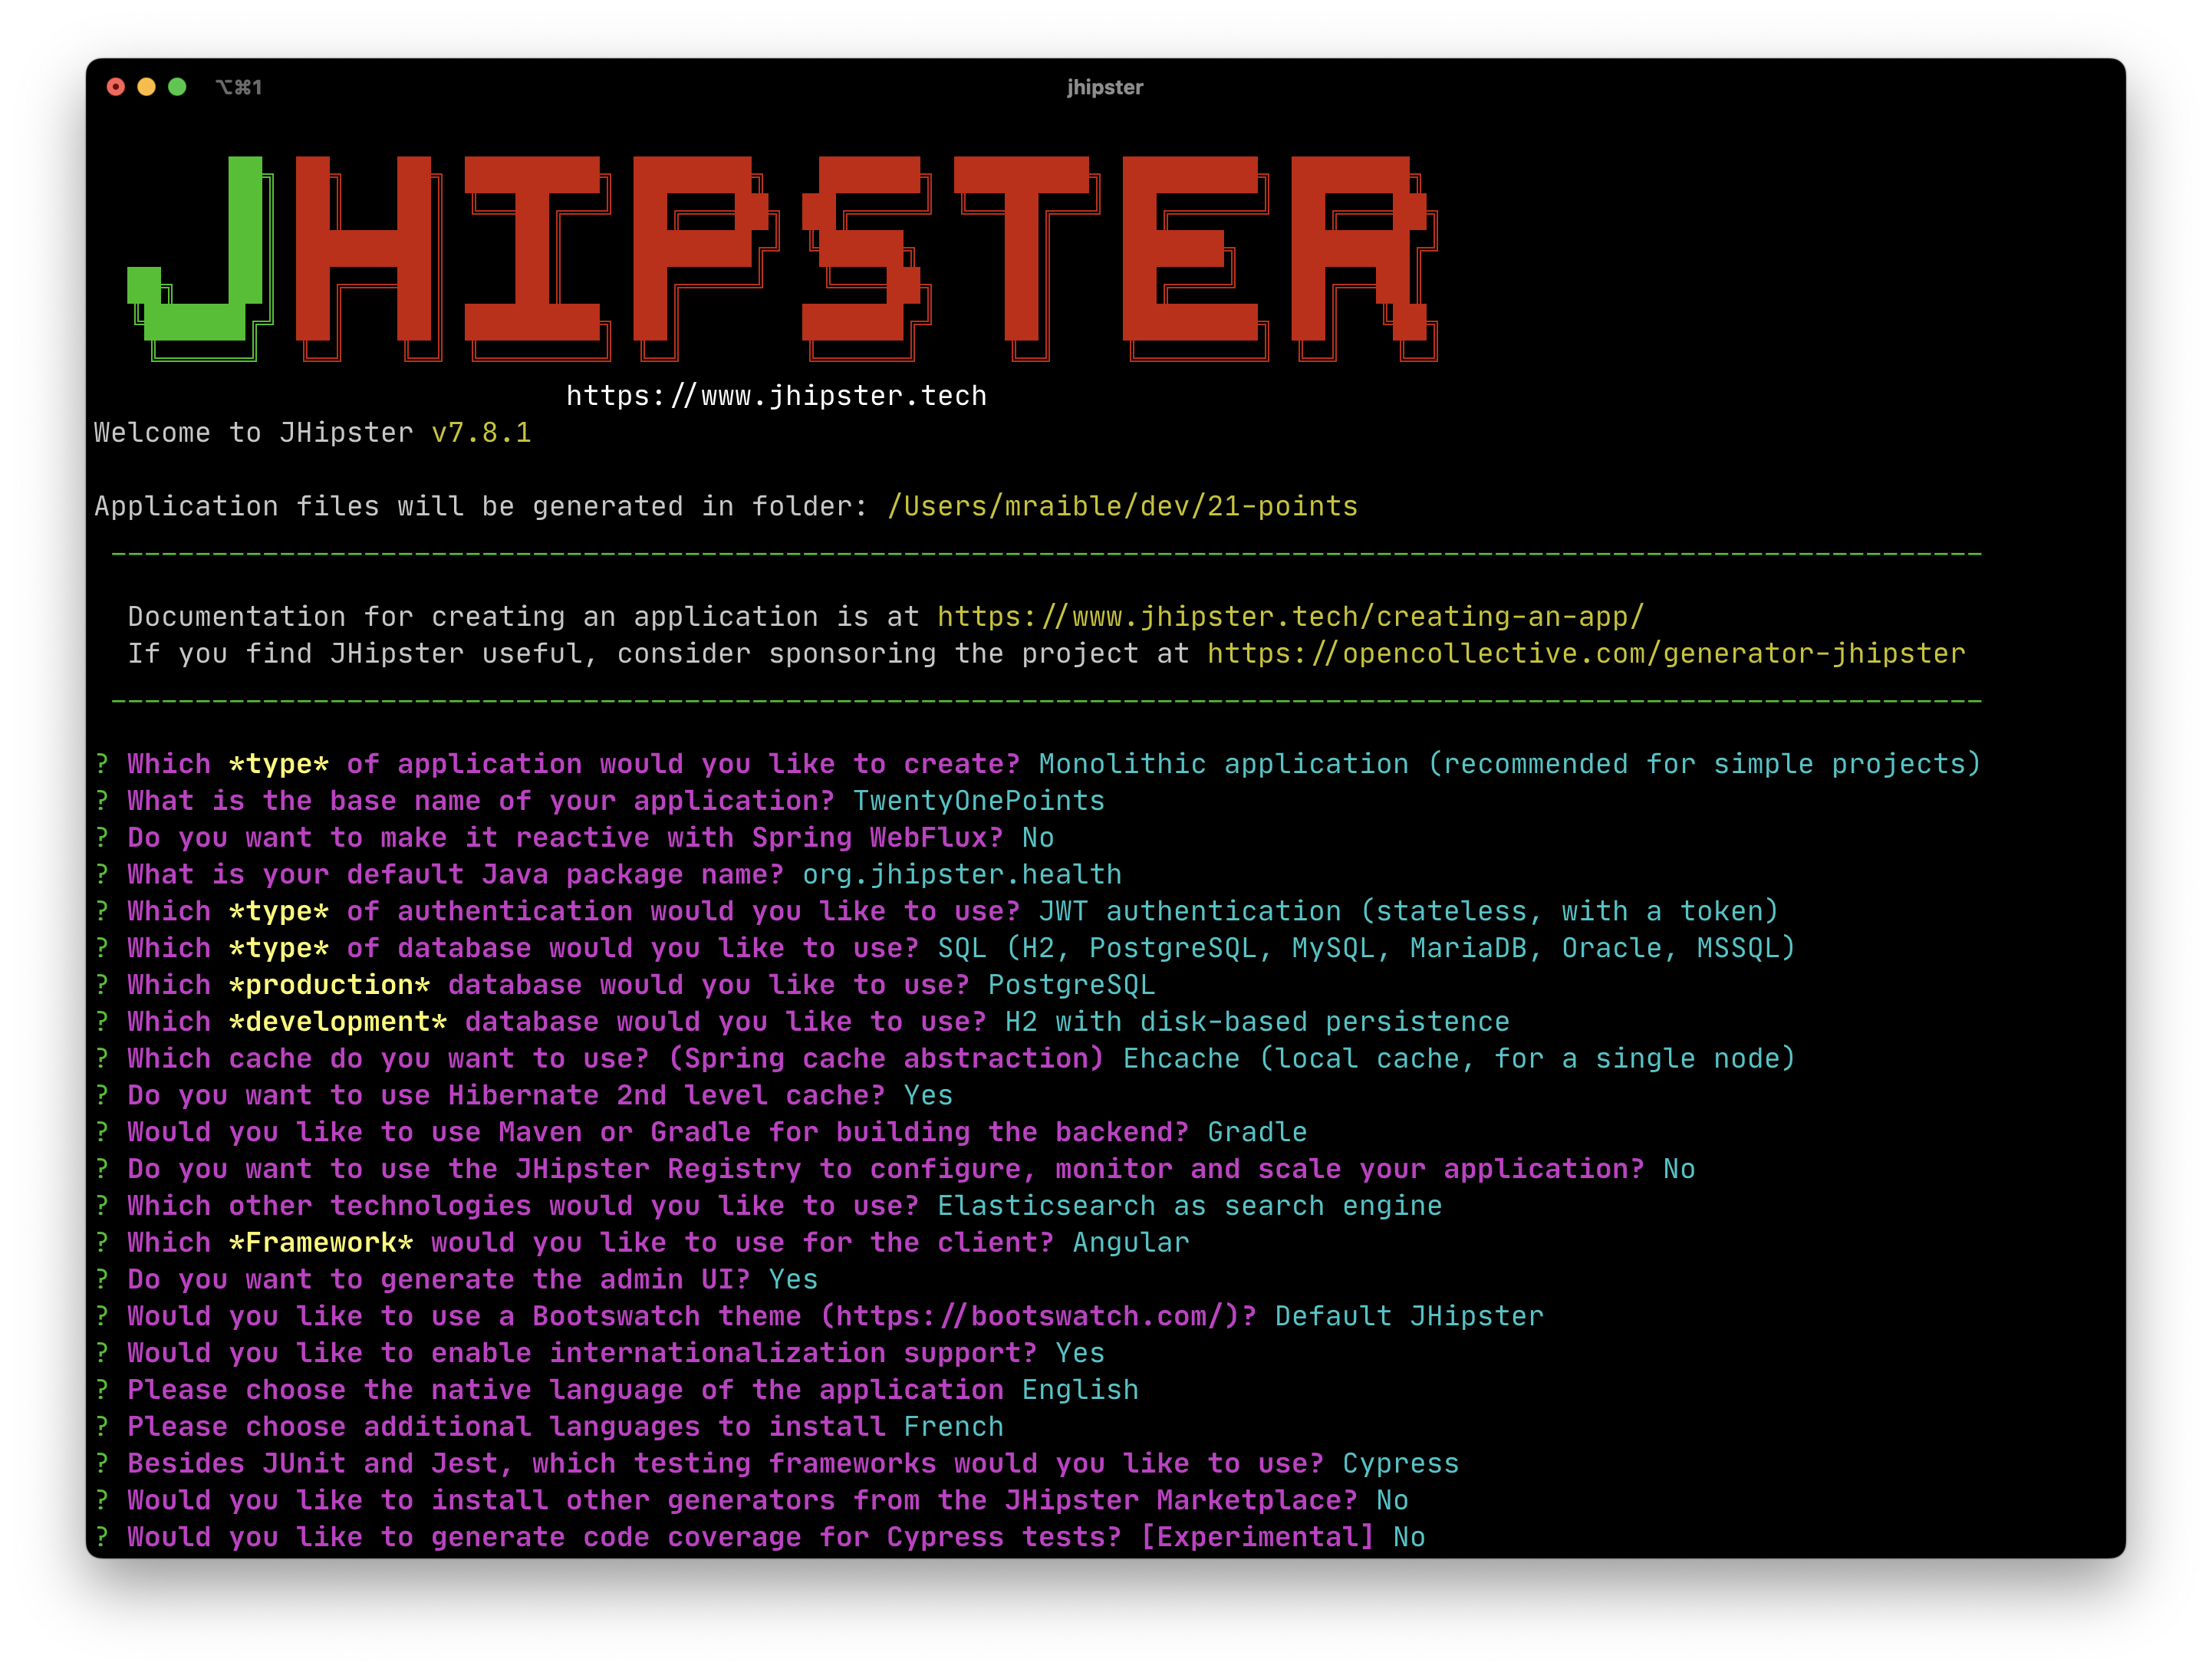 ⌥⌘1
jhipster
JHIPSTER
https://www.jhipster.tech
Welcome to JHipster v7.8.1
Application files will be generated in folder: /Users/mraible/dev/21-points
Documentation for creating an application is at https://www.jhipster.tech/creating-an-app/
If you find JHipster useful, consider sponsoring the project at https://opencollective.com/generator-jhipster
? Which *type* of application would you like to create? Monolithic application (recommended for simple projects)
? What is the base name of your application? TwentyOnePoints
? Do you want to make it reactive with Spring WebFlux? No
? What is your default Java package name? org.jhipster.health
? Which *type* of authentication would you like to use? JWT authentication (stateless, with a token)
? Which *type* of database would you like to use? SQL (H2, PostgreSQL, MySQL, MariaDB, Oracle, MSSQL)
? Which *production* database would you like to use? PostgreSQL
? Which *development* database would you like to use? H2 with disk-based persistence
? Which cache do you want to use? (Spring cache abstraction) Ehcache (local cache, for a single node)
? Do you want to use Hibernate 2nd level cache? Yes
? Would you like to use Maven or Gradle for building the backend? Gradle
? Do you want to use the JHipster Registry to configure, monitor and scale your application? No
? Which other technologies would you like to use? Elasticsearch as search engine
? Which *Framework* would you like to use for the client? Angular
? Do you want to generate the admin UI? Yes
? Would you like to use a Bootswatch theme (https://bootswatch.com/)? Default JHipster
? Would you like to enable internationalization support? Yes
? Please choose the native language of the application English
? Please choose additional languages to install French
? Besides JUnit and Jest, which testing frameworks would you like to use? Cypress
? Would you like to install other generators from the JHipster Marketplace? No
? Would you like to generate code coverage for Cypress tests? [Experimental] No